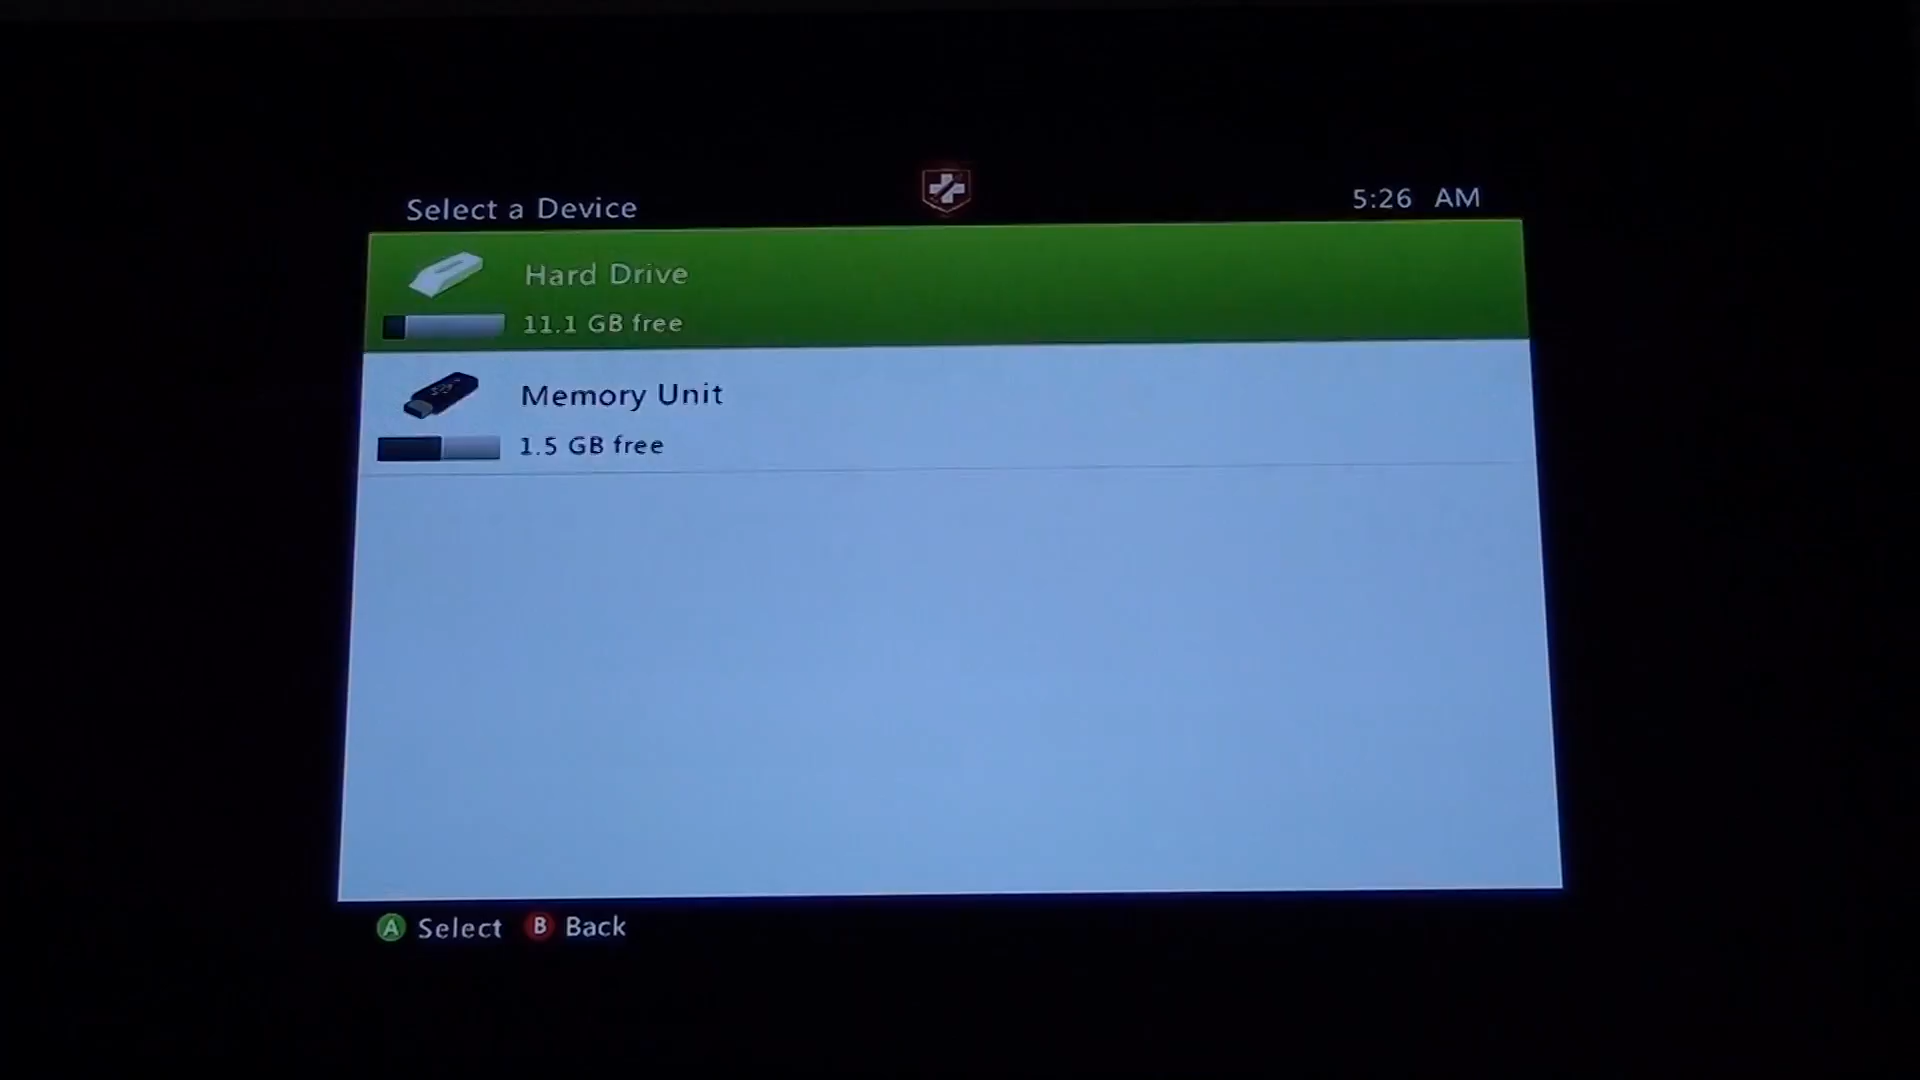 Select a Device
5:26 AM
Hard Drive
11.1 GB free
Memory Unit
1.5 GB free
A Select B Back